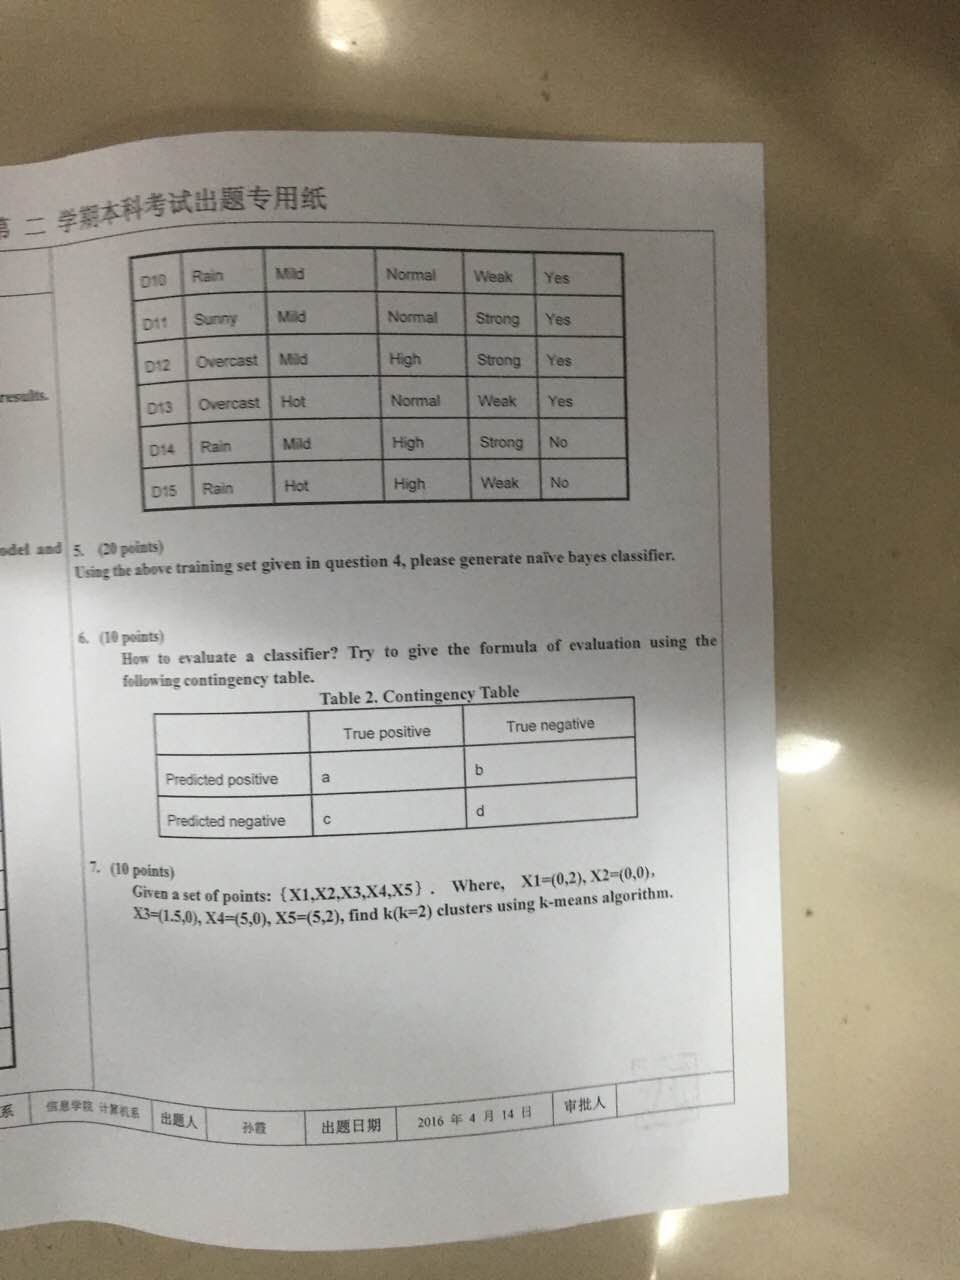 第 二 学期本科考试出题专用纸
D10 Rain Mild Normal Weak Yes
D11 Sunny Mild Normal Strong Yes
D12 Overcast Mild High Strong Yes
results.
D13 Overcast Hot Normal Weak Yes
D14 Rain Mild High Strong No
D15 Rain Hot High Weak No
odel and
5. (20 points)
Using the above training set given in question 4, please generate naïve bayes classifier.
6. (10 points)
How to evaluate a classifier? Try to give the formula of evaluation using the
following contingency table.
Table 2. Contingency Table
True positive True negative
Predicted positive a b
Predicted negative c d
7. (10 points)
Given a set of points: {X1,X2,X3,X4,X5}. Where, X1=(0,2), X2=(0,0),
X3=(1.5,0), X4=(5,0), X5=(5,2), find k(k=2) clusters using k-means algorithm.
系 信息学院 计算机系 出题人 孙霞 出题日期 2016 年 4 月 14 日 审批人